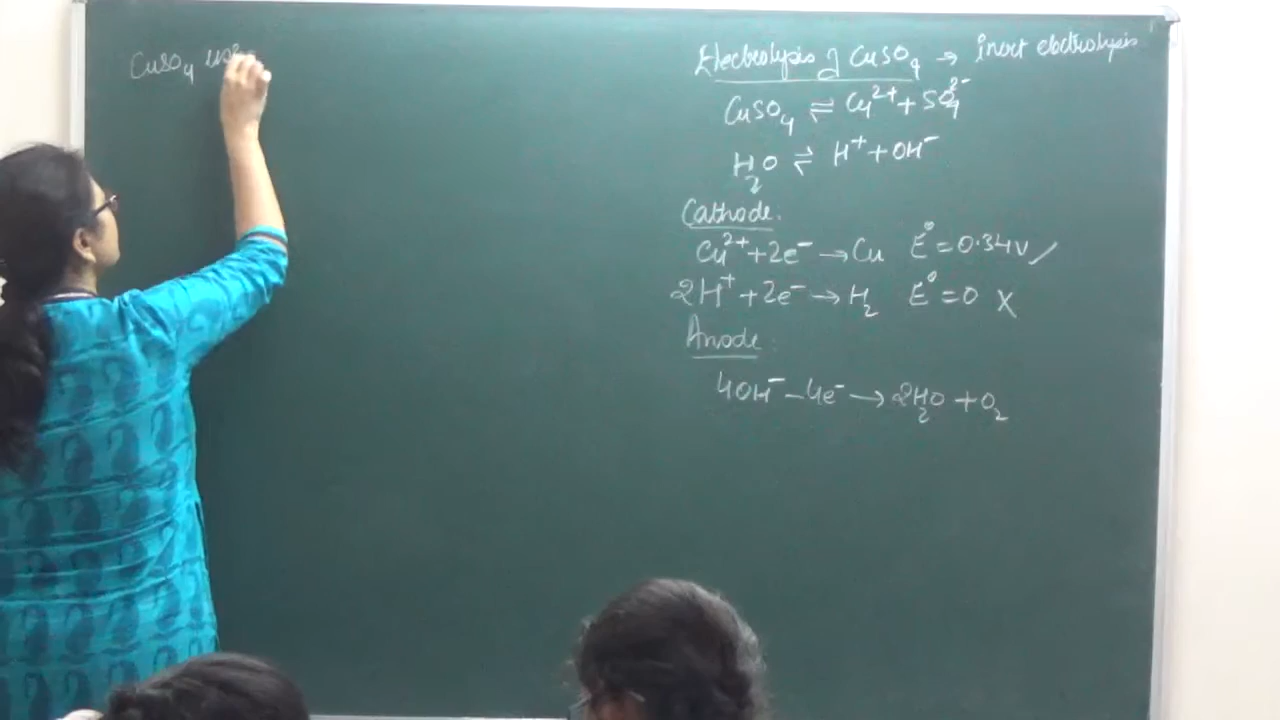 CuSO₄ using
Electrolysis of CuSO₄ → inert electrolysis
CuSO₄ ⇌ Cu²⁺ + SO₄²⁻
H₂O ⇌ H⁺ + OH⁻
Cathode:
Cu²⁺ + 2e⁻ → Cu E° = 0.34V ✓
2H⁺ + 2e⁻ → H₂ E° = 0 X
Anode:
4OH⁻ – 4e⁻ → 2H₂O + O₂